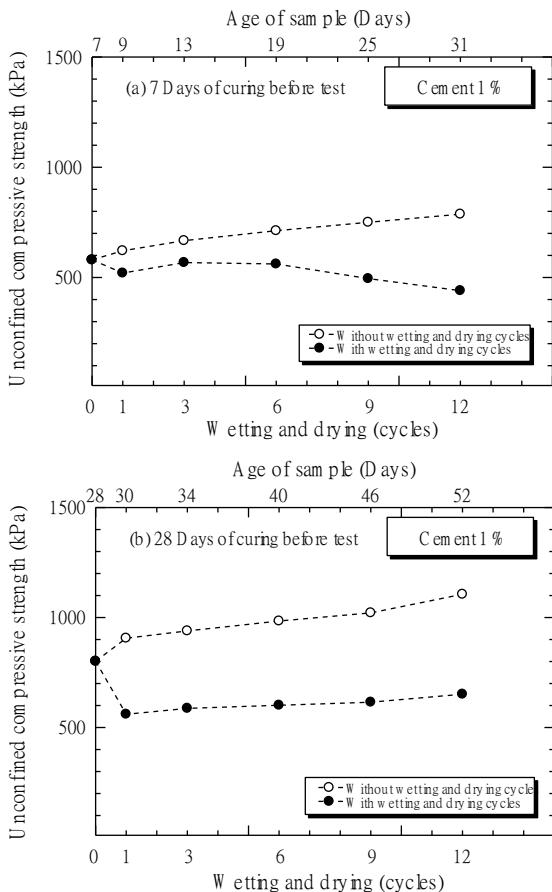 Age of sample (Days)
7 9 13 19 25 31
1500
(a) 7 Days of curing before test
Cement 1 %
1000
500
Unconfined compressive strength (kPa)
Without wetting and drying cycles
With wetting and drying cycles
0 1 3 6 9 12
Wetting and drying (cycles)
Age of sample (Days)
28 30 34 40 46 52
1500
(b) 28 Days of curing before test
Cement 1 %
1000
500
Unconfined compressive strength (kPa)
Without wetting and drying cycles
With wetting and drying cycles
0 1 3 6 9 12
Wetting and drying (cycles)